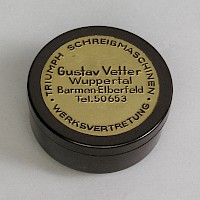 TRIUMPH SCHREIBMASCHINEN
Gustav Vetter
Wuppertal
Barmen-Elberfeld
Tel.50653
WERKSVERTRETUNG